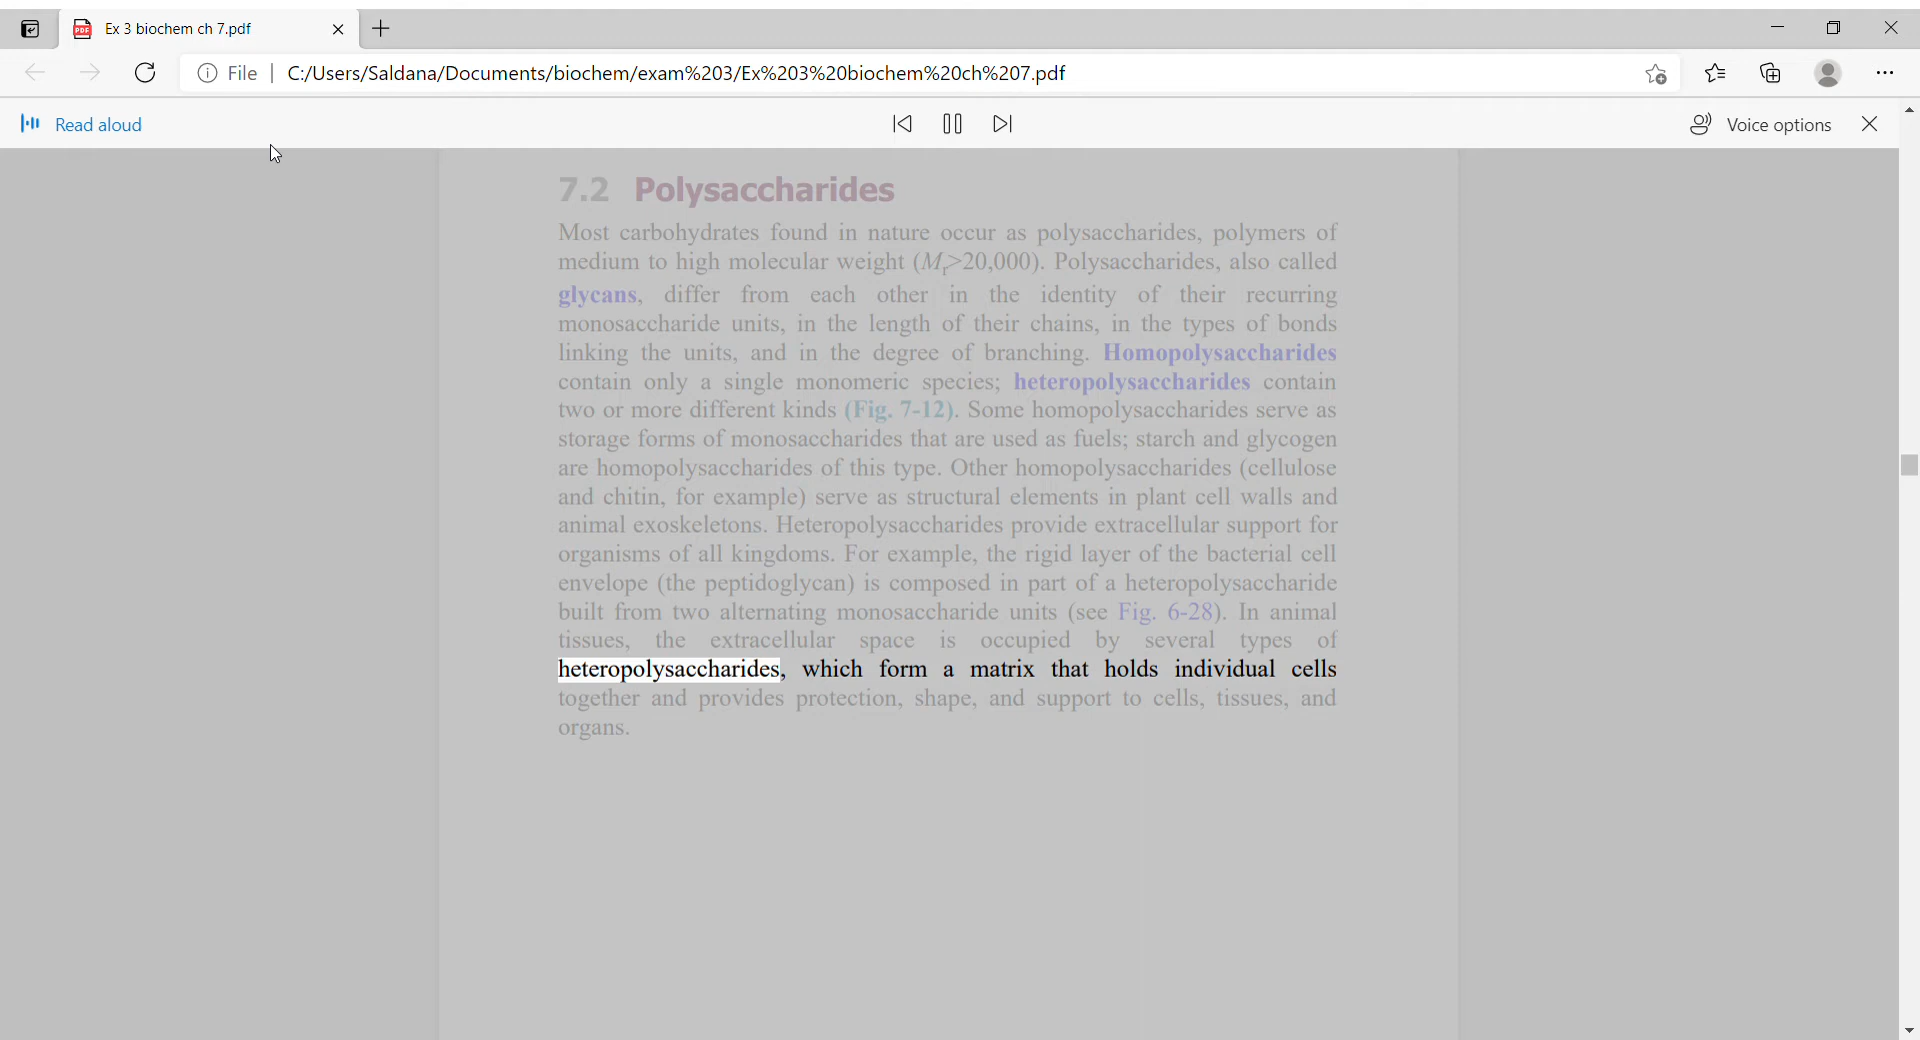 Ex 3 biochem ch 7.pdf
File | C:/Users/Saldana/Documents/biochem/exam%203/Ex%203%20biochem%20ch%207.pdf
Read aloud
Voice options
7.2 Polysaccharides
Most carbohydrates found in nature occur as polysaccharides, polymers of
medium to high molecular weight (Mr>20,000). Polysaccharides, also called
glycans, differ from each other in the identity of their recurring
monosaccharide units, in the length of their chains, in the types of bonds
linking the units, and in the degree of branching. Homopolysaccharides
contain only a single monomeric species; heteropolysaccharides contain
two or more different kinds (Fig. 7-12). Some homopolysaccharides serve as
storage forms of monosaccharides that are used as fuels; starch and glycogen
are homopolysaccharides of this type. Other homopolysaccharides (cellulose
and chitin, for example) serve as structural elements in plant cell walls and
animal exoskeletons. Heteropolysaccharides provide extracellular support for
organisms of all kingdoms. For example, the rigid layer of the bacterial cell
envelope (the peptidoglycan) is composed in part of a heteropolysaccharide
built from two alternating monosaccharide units (see Fig. 6-28). In animal
tissues, the extracellular space is occupied by several types of
heteropolysaccharides, which form a matrix that holds individual cells
together and provides protection, shape, and support to cells, tissues, and
organs.